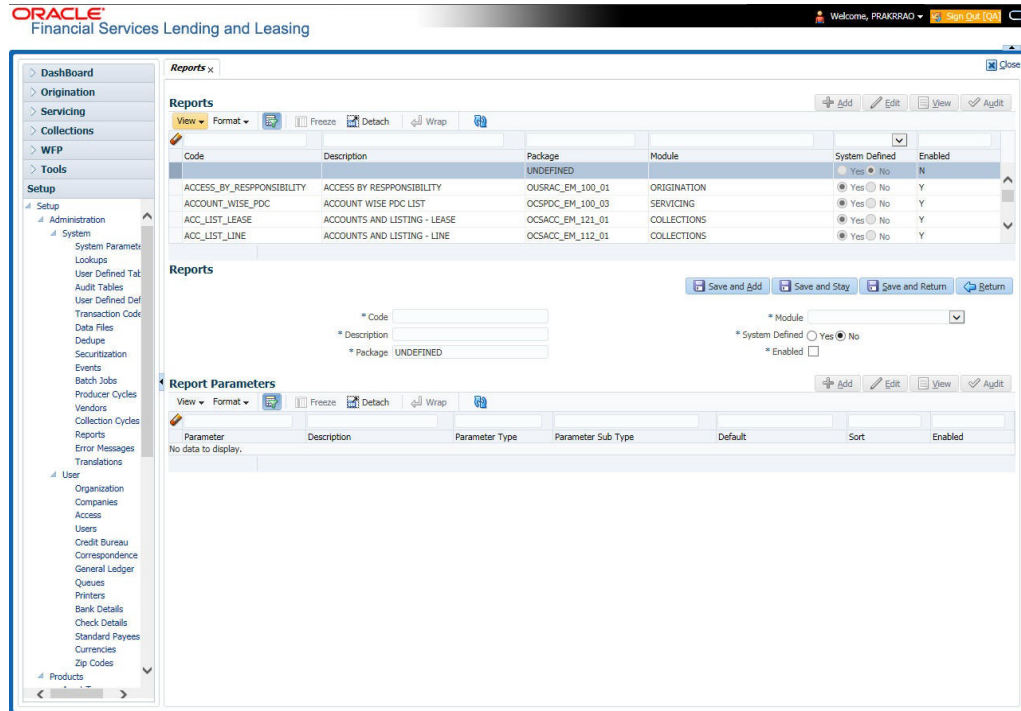 ORACLE®
Financial Services Lending and Leasing
Welcome, PRAKRRAO
Sign Out [QA]
Close
DashBoard
Origination
Servicing
Collections
WFP
Tools
Setup
Setup
Administration
System
System Paramete
Lookups
User Defined Tab
Audit Tables
User Defined Def
Transaction Code
Data Files
Dedupe
Securitization
Events
Batch Jobs
Producer Cycles
Vendors
Collection Cycles
Reports
Error Messages
Translations
User
Organization
Companies
Access
Users
Credit Bureau
Correspondence
General Ledger
Queues
Printers
Bank Details
Check Details
Standard Payees
Currencies
Zip Codes
Products
Reports
Reports
Add Edit View Audit
View Format Freeze Detach Wrap
Code Description Package Module System Defined Enabled
UNDEFINED Yes No N
ACCESS_BY_RESPPONSIBILITY ACCESS BY RESPPONSIBILITY OUSRAC_EM_100_01 ORIGINATION Yes No Y
ACCOUNT_WISE_PDC ACCOUNT WISE PDC LIST OCSPDC_EM_100_03 SERVICING Yes No Y
ACC_LIST_LEASE ACCOUNTS AND LISTING - LEASE OCSACC_EM_121_01 COLLECTIONS Yes No Y
ACC_LIST_LINE ACCOUNTS AND LISTING - LINE OCSACC_EM_112_01 COLLECTIONS Yes No Y
Reports
Save and Add Save and Stay Save and Return Return
* Code
* Module
* Description
* System Defined Yes No
* Package UNDEFINED
* Enabled
Report Parameters
Add Edit View Audit
View Format Freeze Detach Wrap
Parameter Description Parameter Type Parameter Sub Type Default Sort Enabled
No data to display.